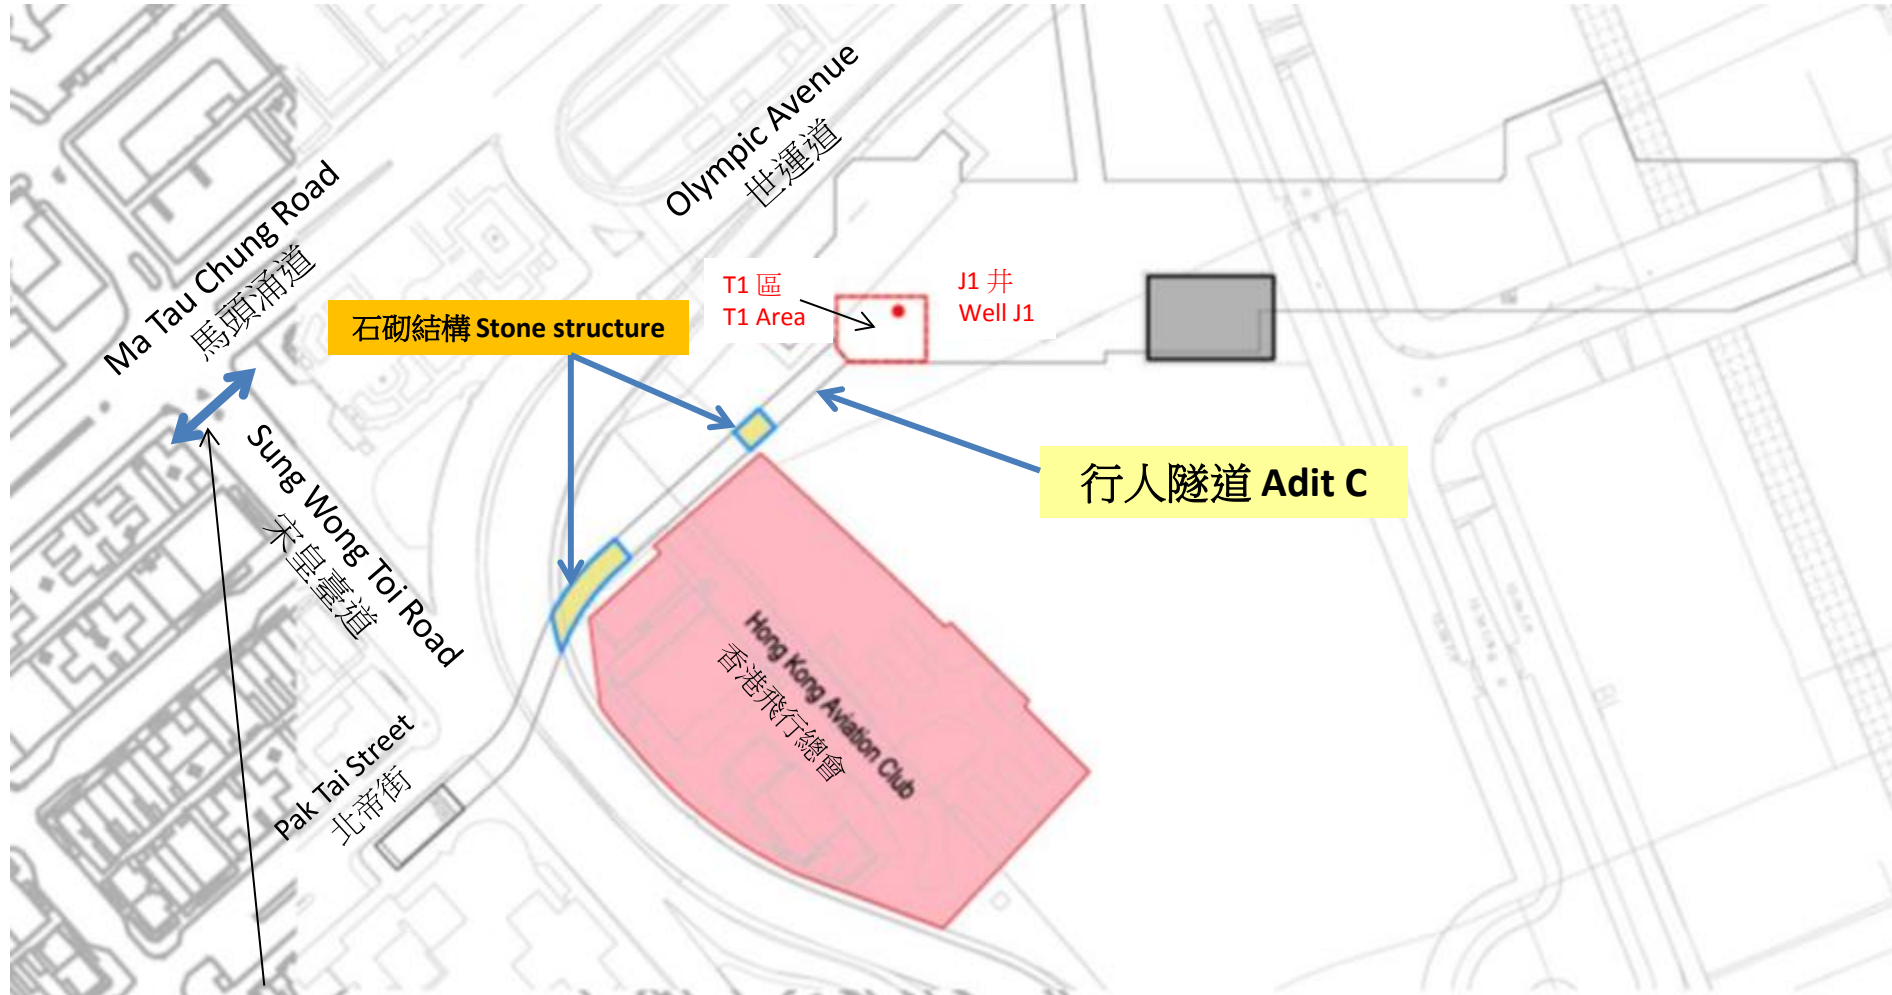 Olympic Avenue
世運道
Ma Tau Chung Road
馬頭涌道
T1 區
T1 Area
J1 井
Well J1
石砌結構 Stone structure
行人隧道 Adit C
Sung Wong Toi Road
宋皇臺道
Hong Kong Aviation Club
香港飛行總會
Pak Tai Street
北帝街